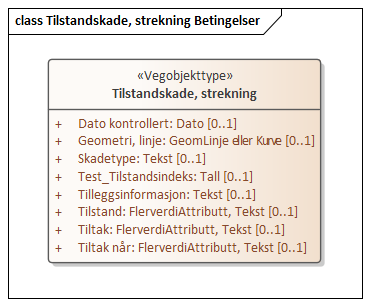 class Tilstandskade, strekning Betingelser
«Vegobjekttype»
Tilstandskade, strekning
+ Dato kontrollert: Dato [0..1]
+ Geometri, linje: GeomLinje eller Kurve [0..1]
+ Skadetype: Tekst [0..1]
+ Test_Tilstandsindeks: Tall [0..1]
+ Tilleggsinformasjon: Tekst [0..1]
+ Tilstand: FlerverdiAttributt, Tekst [0..1]
+ Tiltak: FlerverdiAttributt, Tekst [0..1]
+ Tiltak når: FlerverdiAttributt, Tekst [0..1]